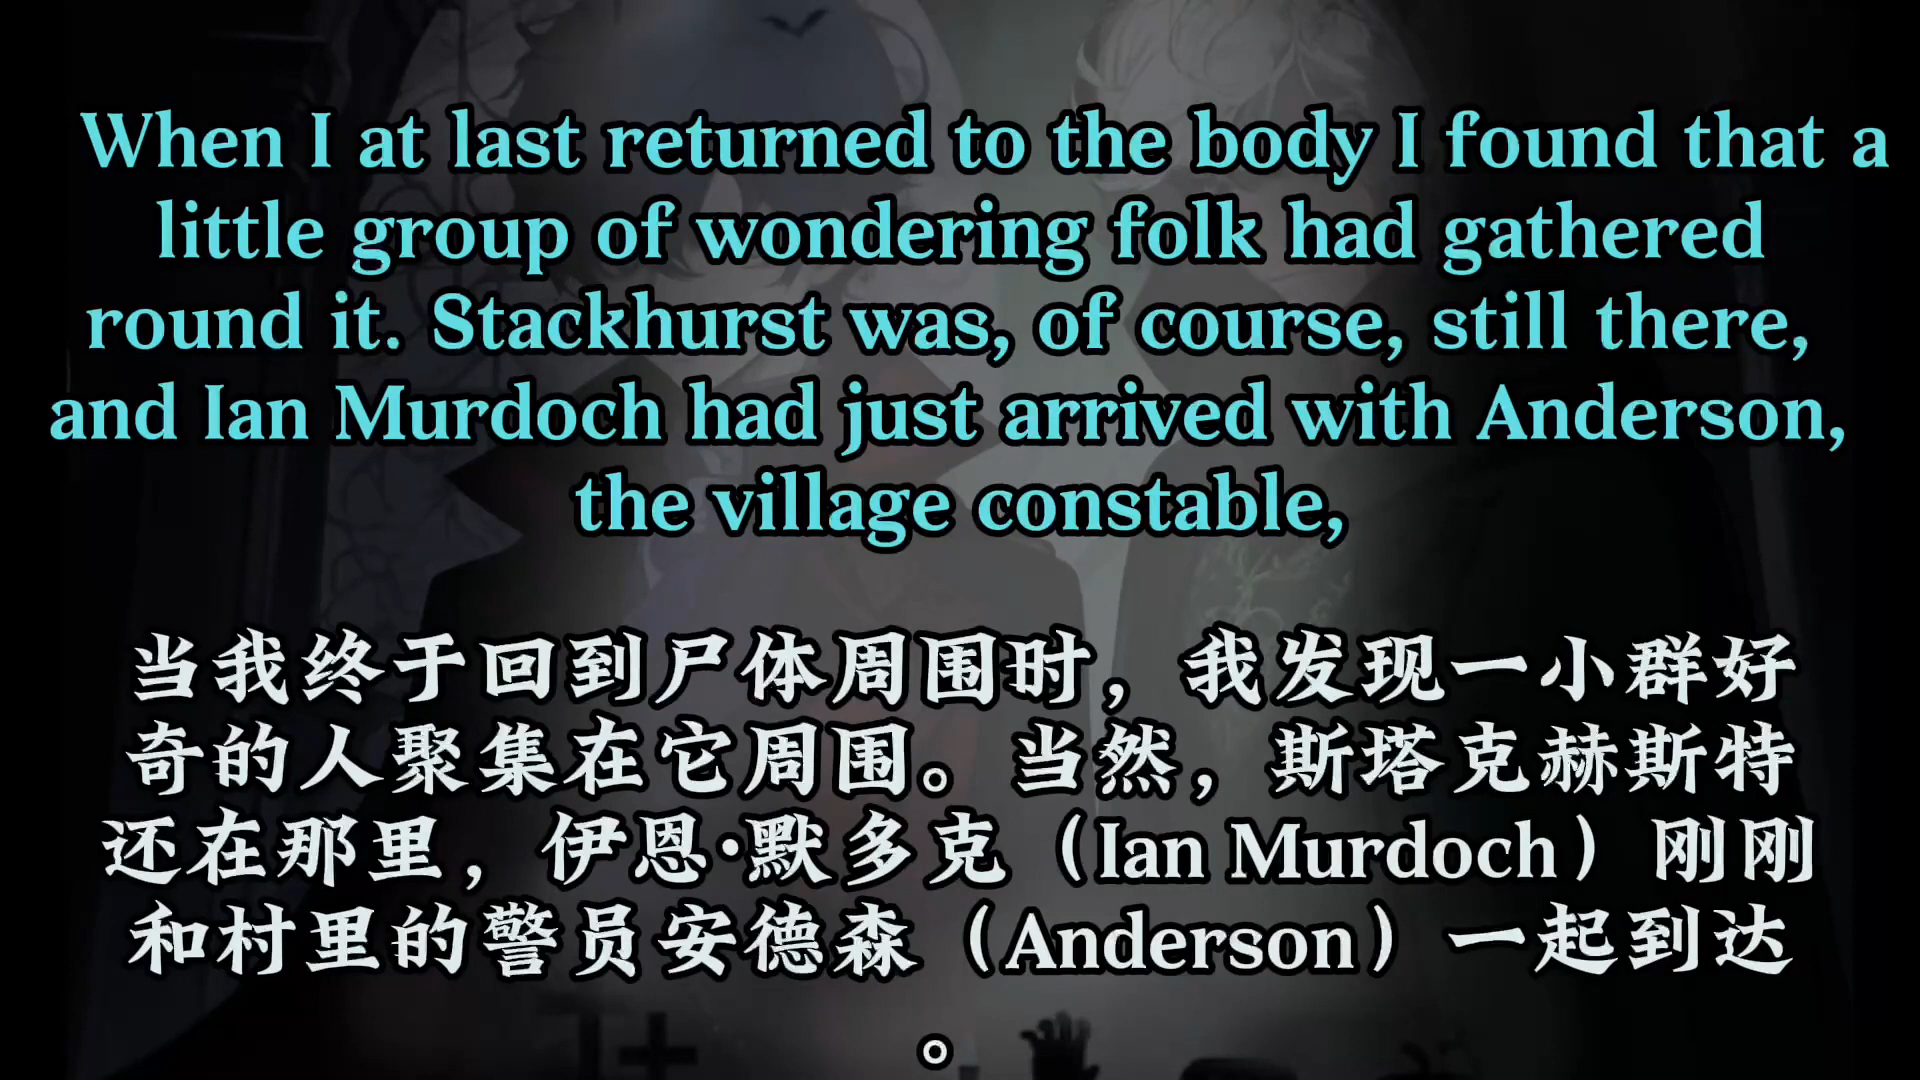 When I at last returned to the body I found that a
little group of wondering folk had gathered
round it. Stackhurst was, of course, still there,
and Ian Murdoch had just arrived with Anderson,
the village constable,
当我终于回到尸体周围时，我发现一小群好
奇的人聚集在它周围。当然，斯塔克赫斯特
还在那里，伊恩·默多克（Ian Murdoch）刚刚
和村里的警员安德森（Anderson）一起到达
。